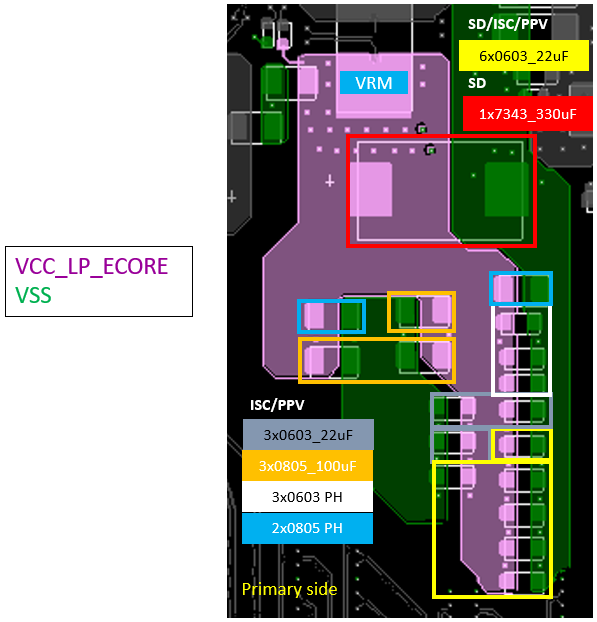 SD/ISC/PPV
6x0603_22uF
SD
VRM
1x7343_330uF
VCC_LP_ECORE
VSS
ISC/PPV
3x0603_22uF
3x0805_100uF
3x0603 PH
2x0805 PH
Primary side